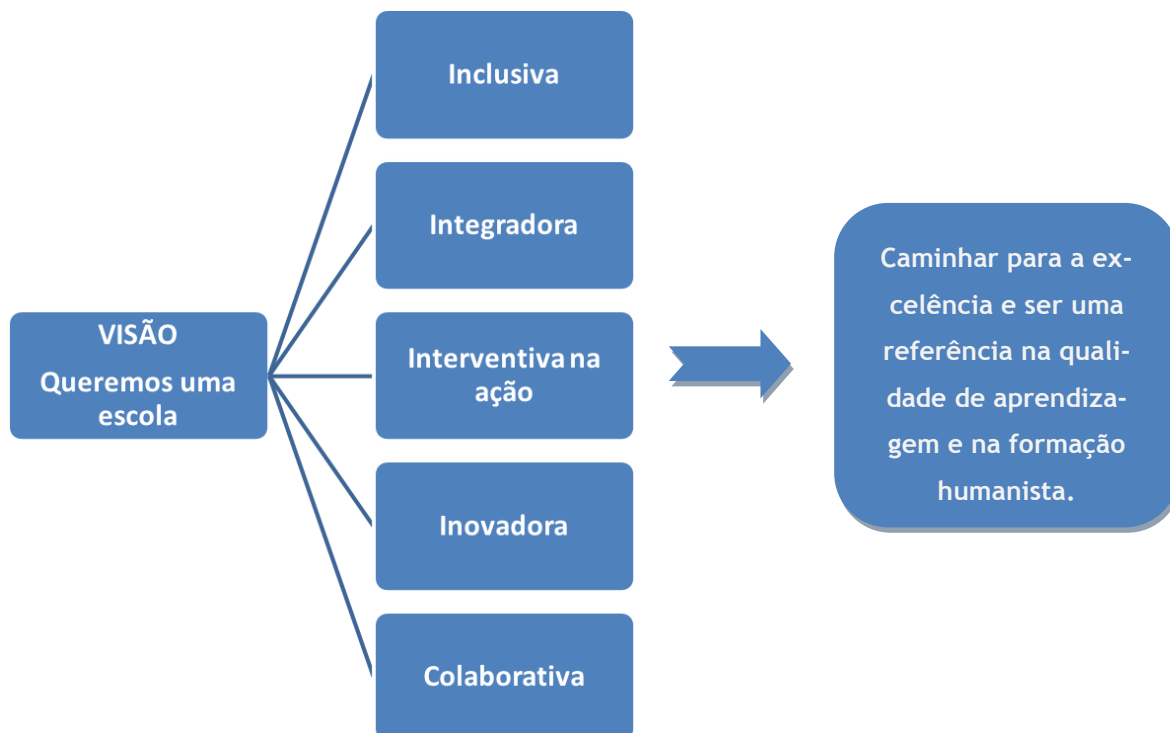 VISÃO
Queremos uma
escola
Inclusiva
Integradora
Interventiva na
ação
Inovadora
Colaborativa
Caminhar para a ex-
celência e ser uma
referência na quali-
dade de aprendiza-
gem e na formação
humanista.